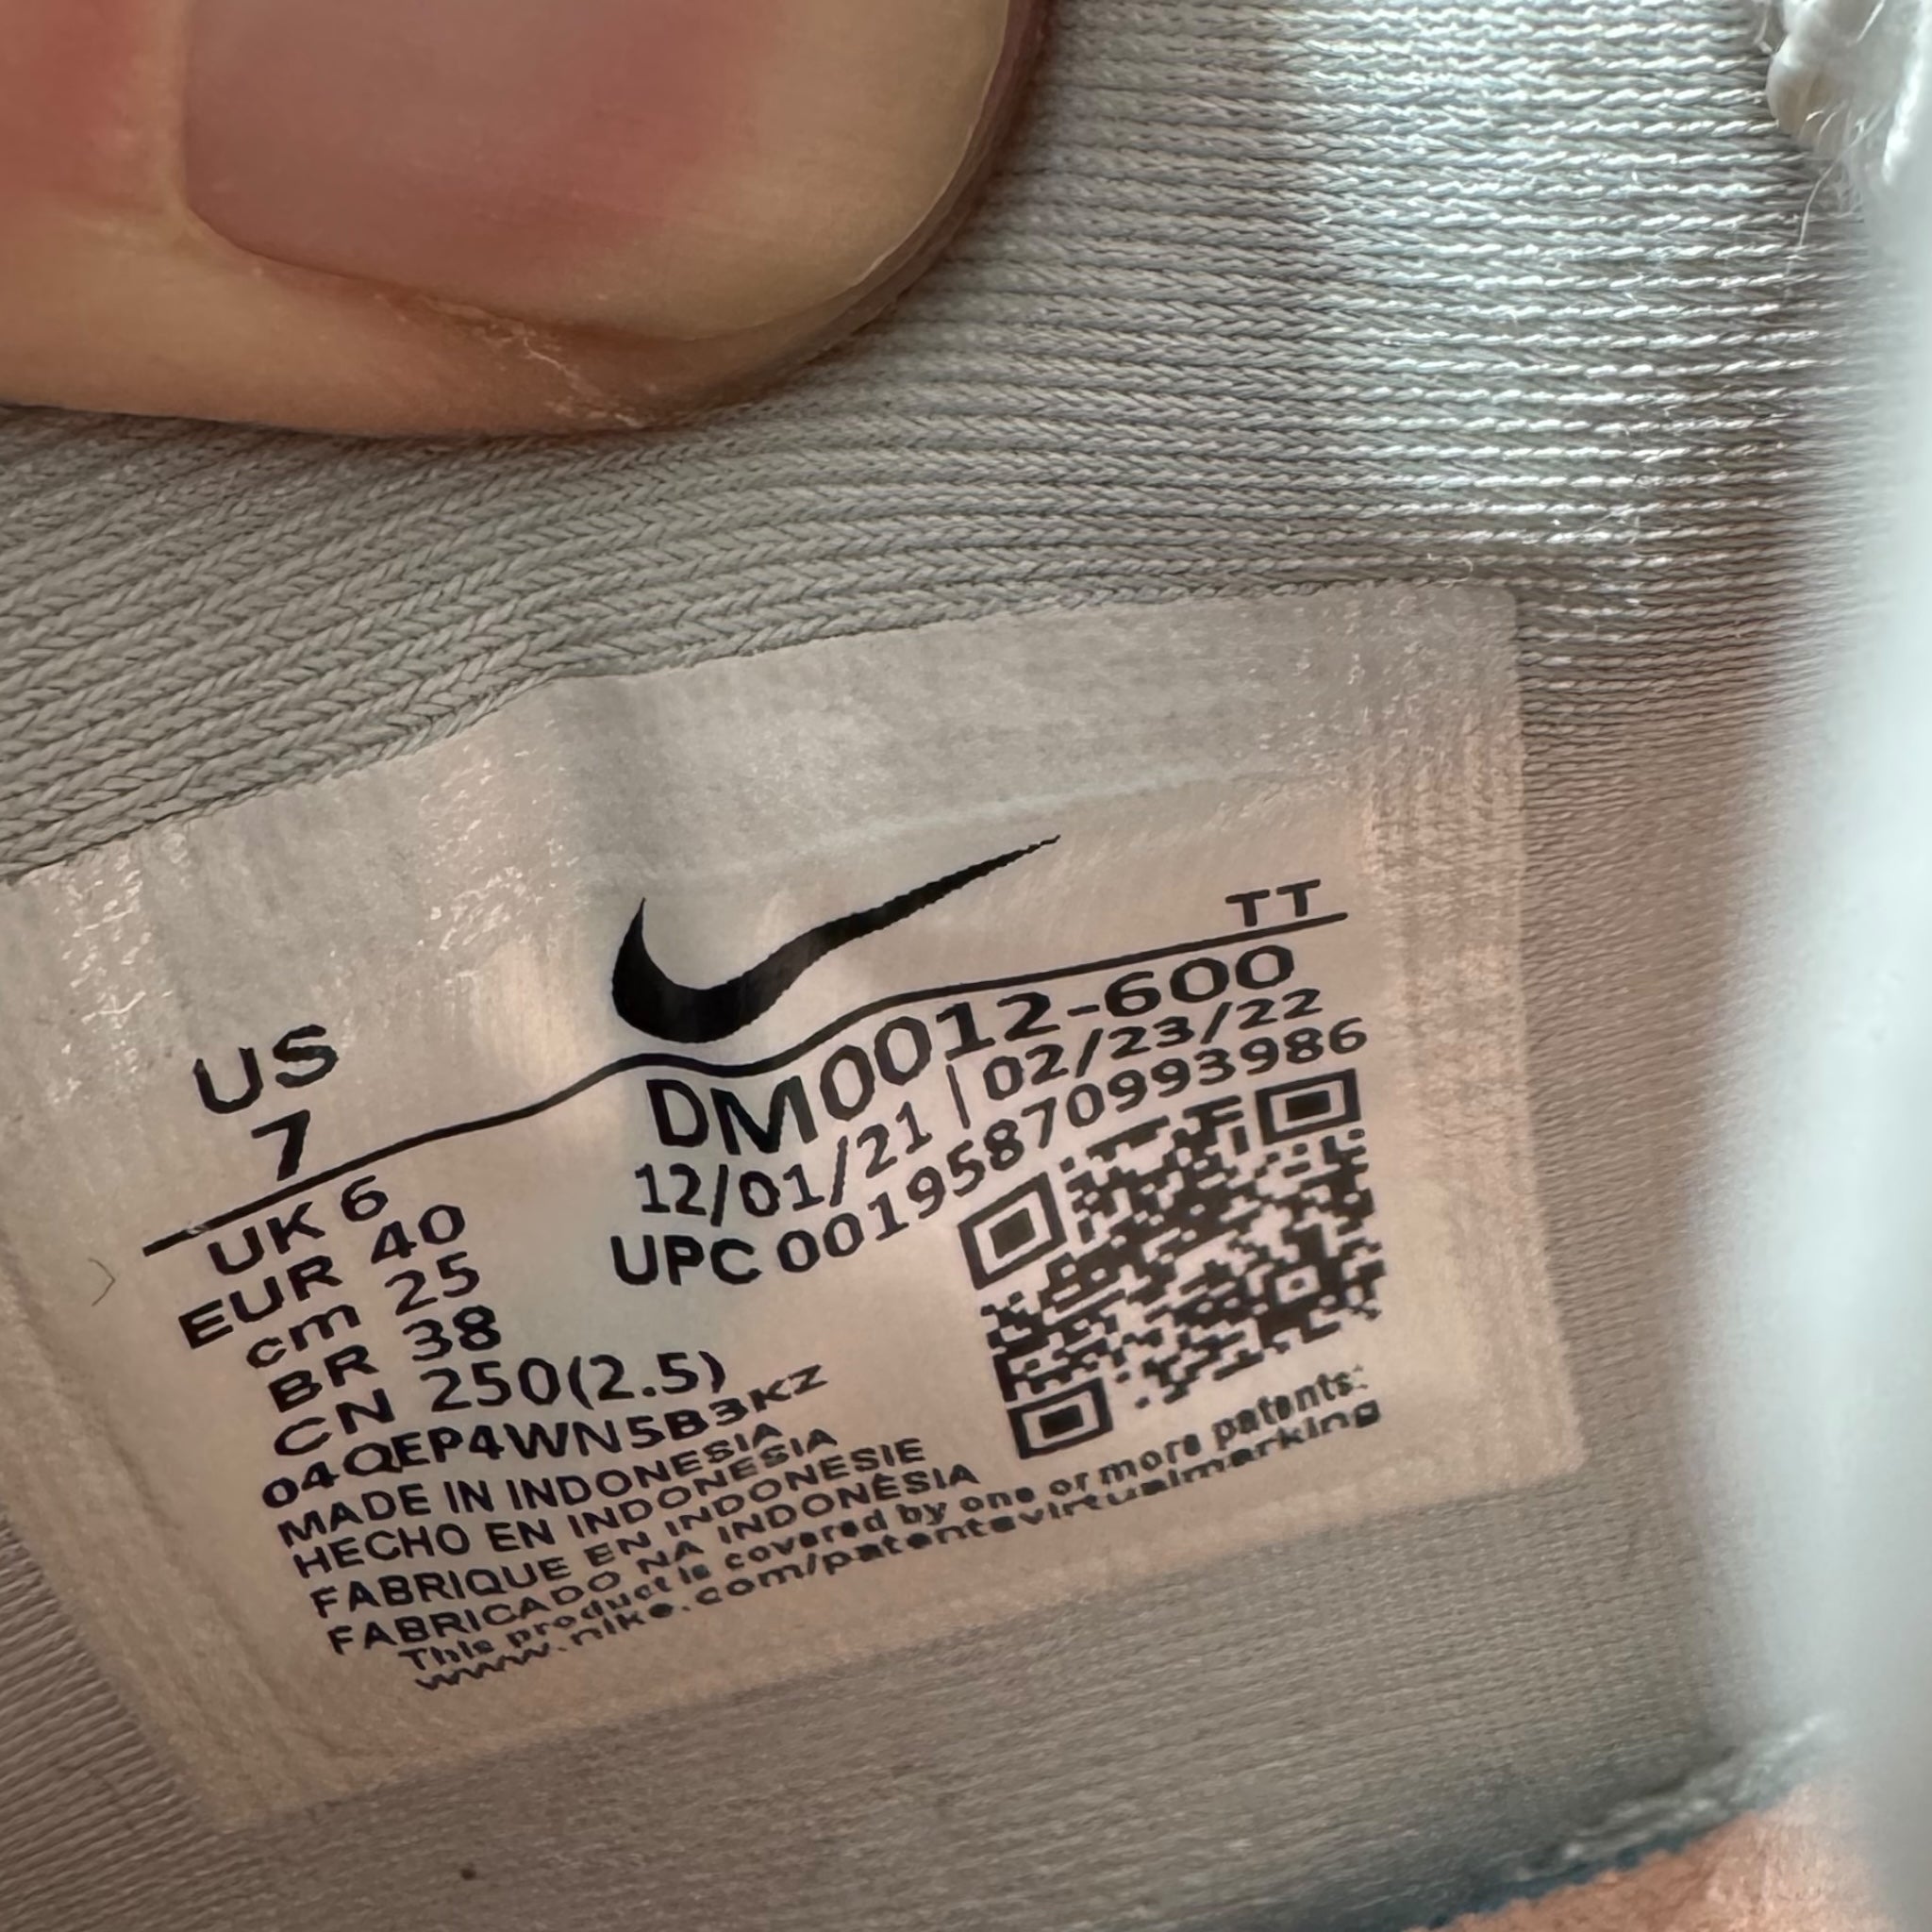 TT
US
7
UK 6
EUR 40
cm 25
BR 38
CN 250(2.5)
DM0012-600
12/01/21 | 02/23/22
UPC 00195870993986
04QEP4WN5B3KZ
MADE IN INDONESIA
HECHO EN INDONESIA
FABRIQUE EN INDONESIE
FABRICADO NA INDONÊSIA
This product is covered by one or more patents:
www.nike.com/patentsvirtualmarking